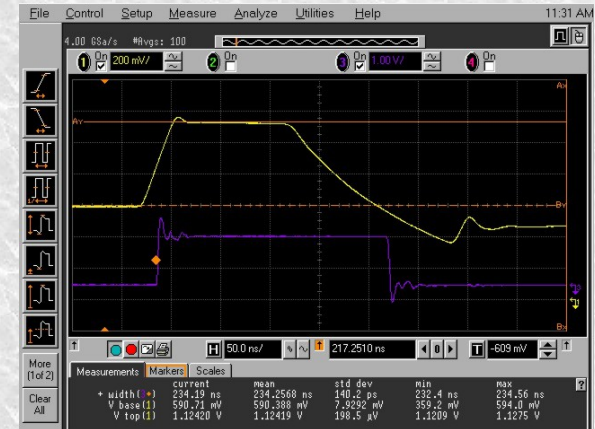 File Control Setup Measure Analyze Utilities Help 11:31 AM
4.00 GSa/s #Avgs: 100
1 On 200 mV/ 2 On 3 On 1.00 V/ 4 On
Ax
Ay
By
Bx
More
(1of 2)
Clear
All
H 50.0 ns/ 217.2510 ns 0 T -609 mV
Measurements Markers Scales
current mean std dev min max
+ width(3) 234.19 ns 234.2568 ns 140.2 ps 232.4 ns 234.56 ns
V base(1) 590.71 mV 590.388 mV 7.9292 mV 359.2 mV 594.0 mV
V top(1) 1.12420 V 1.12419 V 198.5 µV 1.1209 V 1.1275 V
?